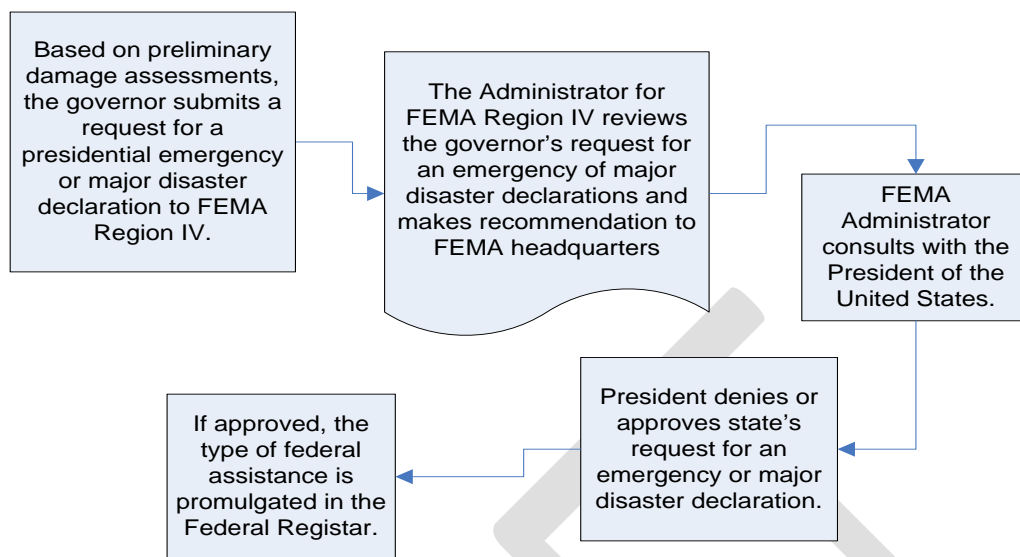 Based on preliminary
damage assessments,
the governor submits a
request for a
presidential emergency
or major disaster
declaration to FEMA
Region IV.
The Administrator for
FEMA Region IV reviews
the governor’s request for
an emergency of major
disaster declarations and
makes recommendation to
FEMA headquarters
FEMA
Administrator
consults with the
President of the
United States.
President denies or
approves state’s
request for an
emergency or major
disaster declaration.
If approved, the
type of federal
assistance is
promulgated in the
Federal Registar.